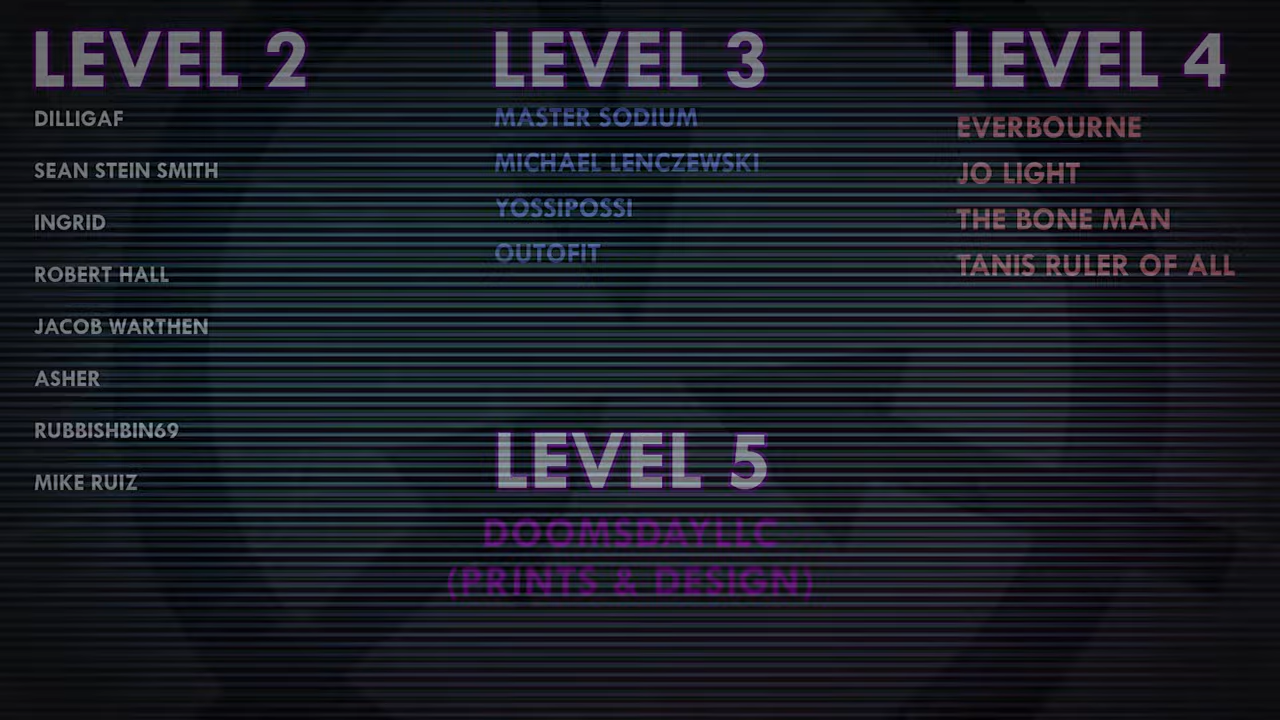 LEVEL 2
DILLIGAF
SEAN STEIN SMITH
INGRID
ROBERT HALL
JACOB WARTHEN
ASHER
RUBBISHBIN69
MIKE RUIZ
LEVEL 3
MASTER SODIUM
MICHAEL LENCZEWSKI
YOSSIPOSSI
OUTOFIT
LEVEL 4
EVERBOURNE
JO LIGHT
THE BONE MAN
TANIS RULER OF ALL
LEVEL 5
DOOMSDAYLLC
(PRINTS & DESIGN)